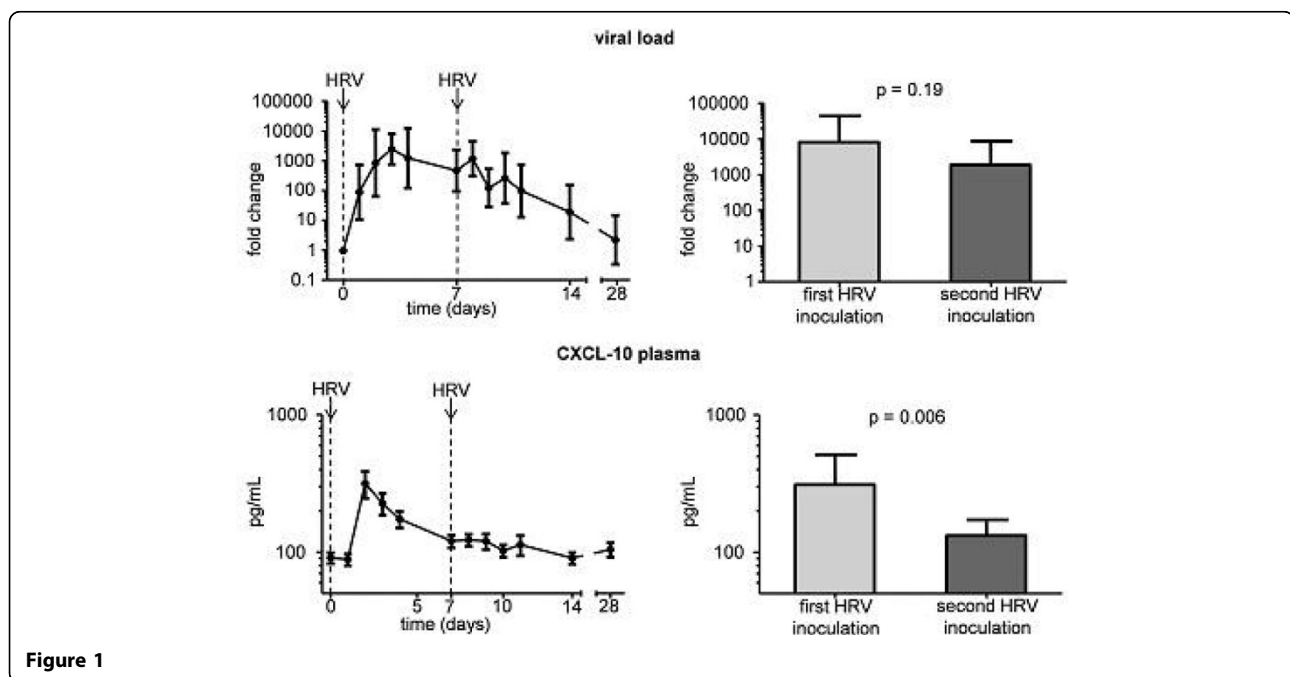 viral load
HRV
HRV
100000
10000
1000
100
10
1
0.1
fold change
0
7
14
28
time (days)
p = 0.19
100000
10000
1000
100
10
1
fold change
first HRV
inoculation
second HRV
inoculation
CXCL-10 plasma
HRV
HRV
1000
100
pg/mL
0
5
7
10
14
28
time (days)
p = 0.006
1000
100
pg/mL
first HRV
inoculation
second HRV
inoculation
Figure 1